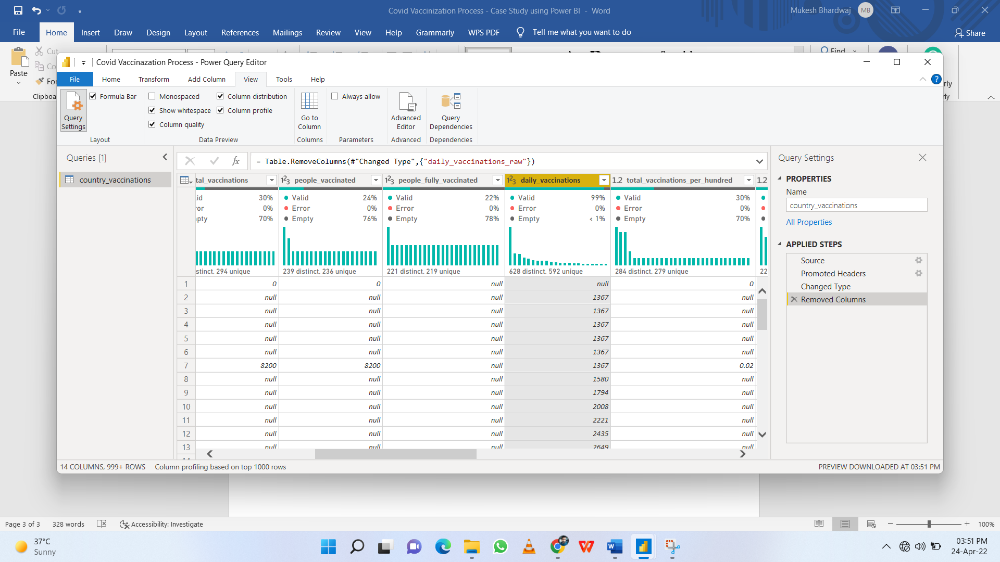 Covid Vaccinization Process - Case Study using Power BI - Word
Mukesh Bhardwaj MB
File Home Insert Draw Design Layout References Mailings Review View Help Grammarly WPS PDF Tell me what you want to do Share
Cut
Find
Paste
Covid Vaccinazation Process - Power Query Editor
File Home Transform Add Column View Tools Help
Formula Bar Monospaced Column distribution Always allow
Show whitespace Column profile
Column quality
Query Settings
Go to Column
Advanced Editor
Query Dependencies
Layout Data Preview Columns Parameters Advanced Dependencies
Queries [1]
country_vaccinations
fx = Table.RemoveColumns(#"Changed Type",{"daily_vaccinations_raw"})
tal_vaccinations 123 people_vaccinated 123 people_fully_vaccinated 123 daily_vaccinations 1.2 total_vaccinations_per_hundred 1.2
lid 30% Valid 24% Valid 22% Valid 99% Valid 30%
or 0% Error 0% Error 0% Error 0% Error 0%
pty 70% Empty 76% Empty 78% Empty < 1% Empty 70%
stinct, 294 unique 239 distinct, 236 unique 221 distinct, 219 unique 628 distinct, 592 unique 284 distinct, 279 unique 22
1 0 0 null null 0
2 null null null 1367 null
3 null null null 1367 null
4 null null null 1367 null
5 null null null 1367 null
6 null null null 1367 null
7 8200 8200 null 1367 0.02
8 null null null 1580 null
9 null null null 1794 null
10 null null null 2008 null
11 null null null 2221 null
12 null null null 2435 null
13 null null null 2649 null
14 COLUMNS, 999+ ROWS Column profiling based on top 1000 rows
PREVIEW DOWNLOADED AT 03:51 PM
Query Settings
PROPERTIES
Name
country_vaccinations
All Properties
APPLIED STEPS
Source
Promoted Headers
Changed Type
Removed Columns
Page 3 of 3 328 words Accessibility: Investigate 100%
37°C
Sunny
03:51 PM
24-Apr-22